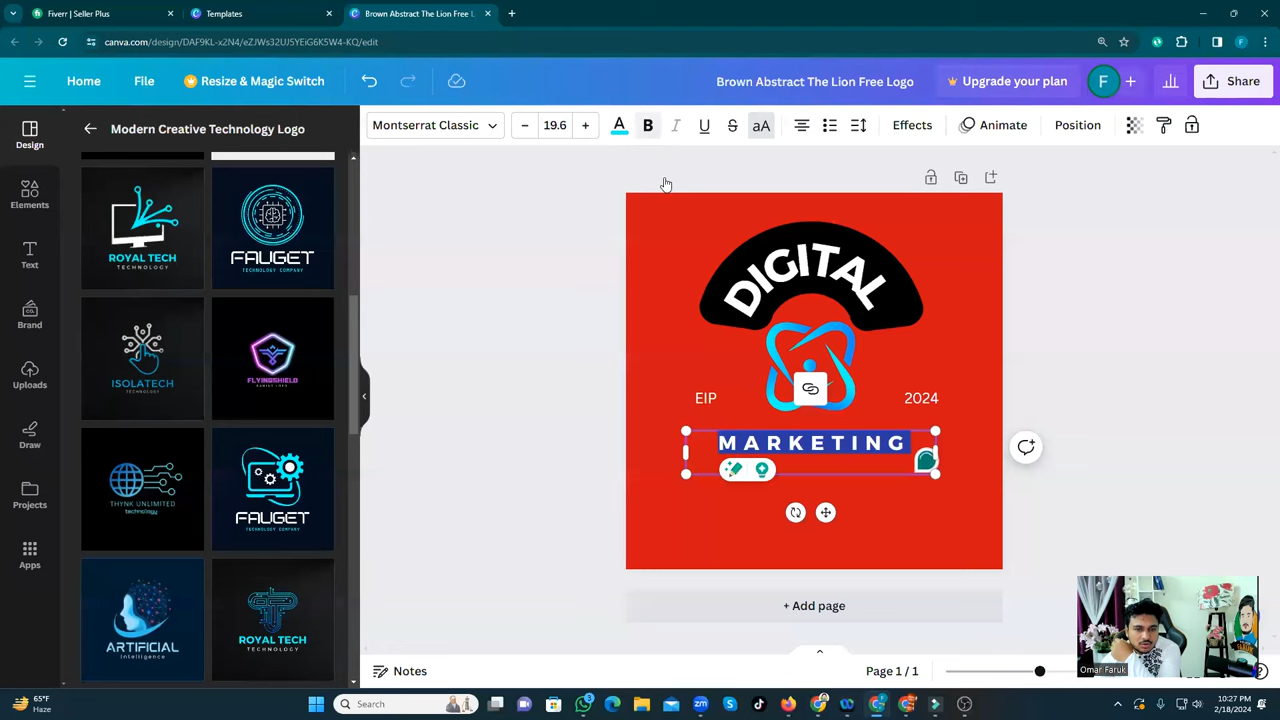 Fiverr | Seller Plus
Templates
Brown Abstract The Lion Free L
canva.com/design/DAF9KL-x2N4/eZJWs32UJ5YEiG6K5W4-KQ/edit
Home
File
Resize & Magic Switch
Brown Abstract The Lion Free Logo
Upgrade your plan
F
Share
Design
Elements
Text
Brand
Uploads
Draw
Projects
Apps
Modern Creative Technology Logo
ROYAL TECH
TECHNOLOGY
FAUGET
TECHNOLOGY COMPANY
ISOLATECH
TECHNOLOGY
FLYINGSHIELD
THYNK UNLIMITED
technology
FAUGET
TECHNOLOGY COMPANY
ARTIFICIAL
Intelligence
ROYAL TECH
TECHNOLOGY
Montserrat Classic
19.6
A
B
I
U
S
aA
Effects
Animate
Position
DIGITAL
EIP
2024
MARKETING
+ Add page
Notes
Page 1 / 1
Omar Faruk
65°F
Haze
Search
10:27 PM
2/13/2024